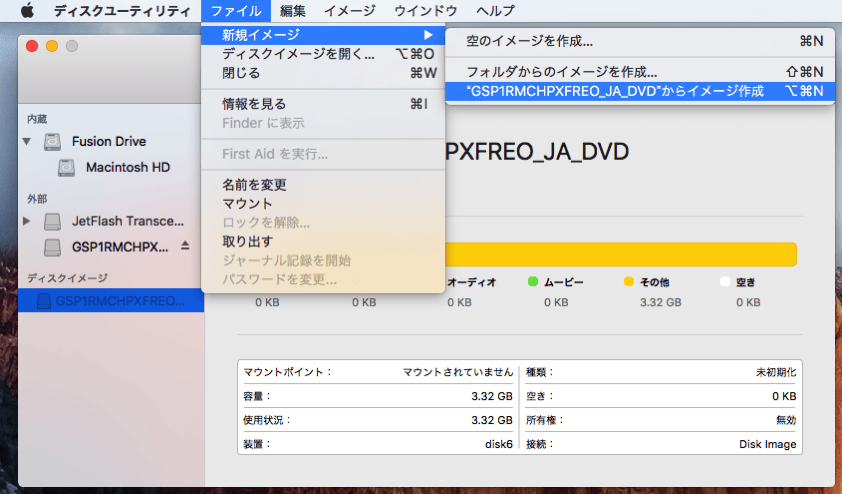 ディスクユーティリティ ファイル 編集 イメージ ウインドウ ヘルプ
新規イメージ
ディスクイメージを開く... ⌥⌘O
閉じる ⌘W
情報を見る ⌘I
Finder に表示
First Aid を実行...
名前を変更
マウント
ロックを解除...
取り出す
ジャーナル記録を開始
パスワードを変更...
空のイメージを作成... ⌘N
フォルダからのイメージを作成... ⇧⌘N
"GSP1RMCHPXFREO_JA_DVD"からイメージ作成 ⌥⌘N
内蔵
Fusion Drive
Macintosh HD
外部
JetFlash Transce...
GSP1RMCHPX...
ディスクイメージ
GSP1RMCHPXFREO...
PXFREO_JA_DVD
オーディオ ムービー その他 空き
0 KB 0 KB 0 KB 0 KB 3.32 GB 0 KB
マウントポイント： マウントされていません 種類： 未初期化
容量： 3.32 GB 空き： 0 KB
使用状況： 3.32 GB 所有権： 無効
装置： disk6 接続： Disk Image